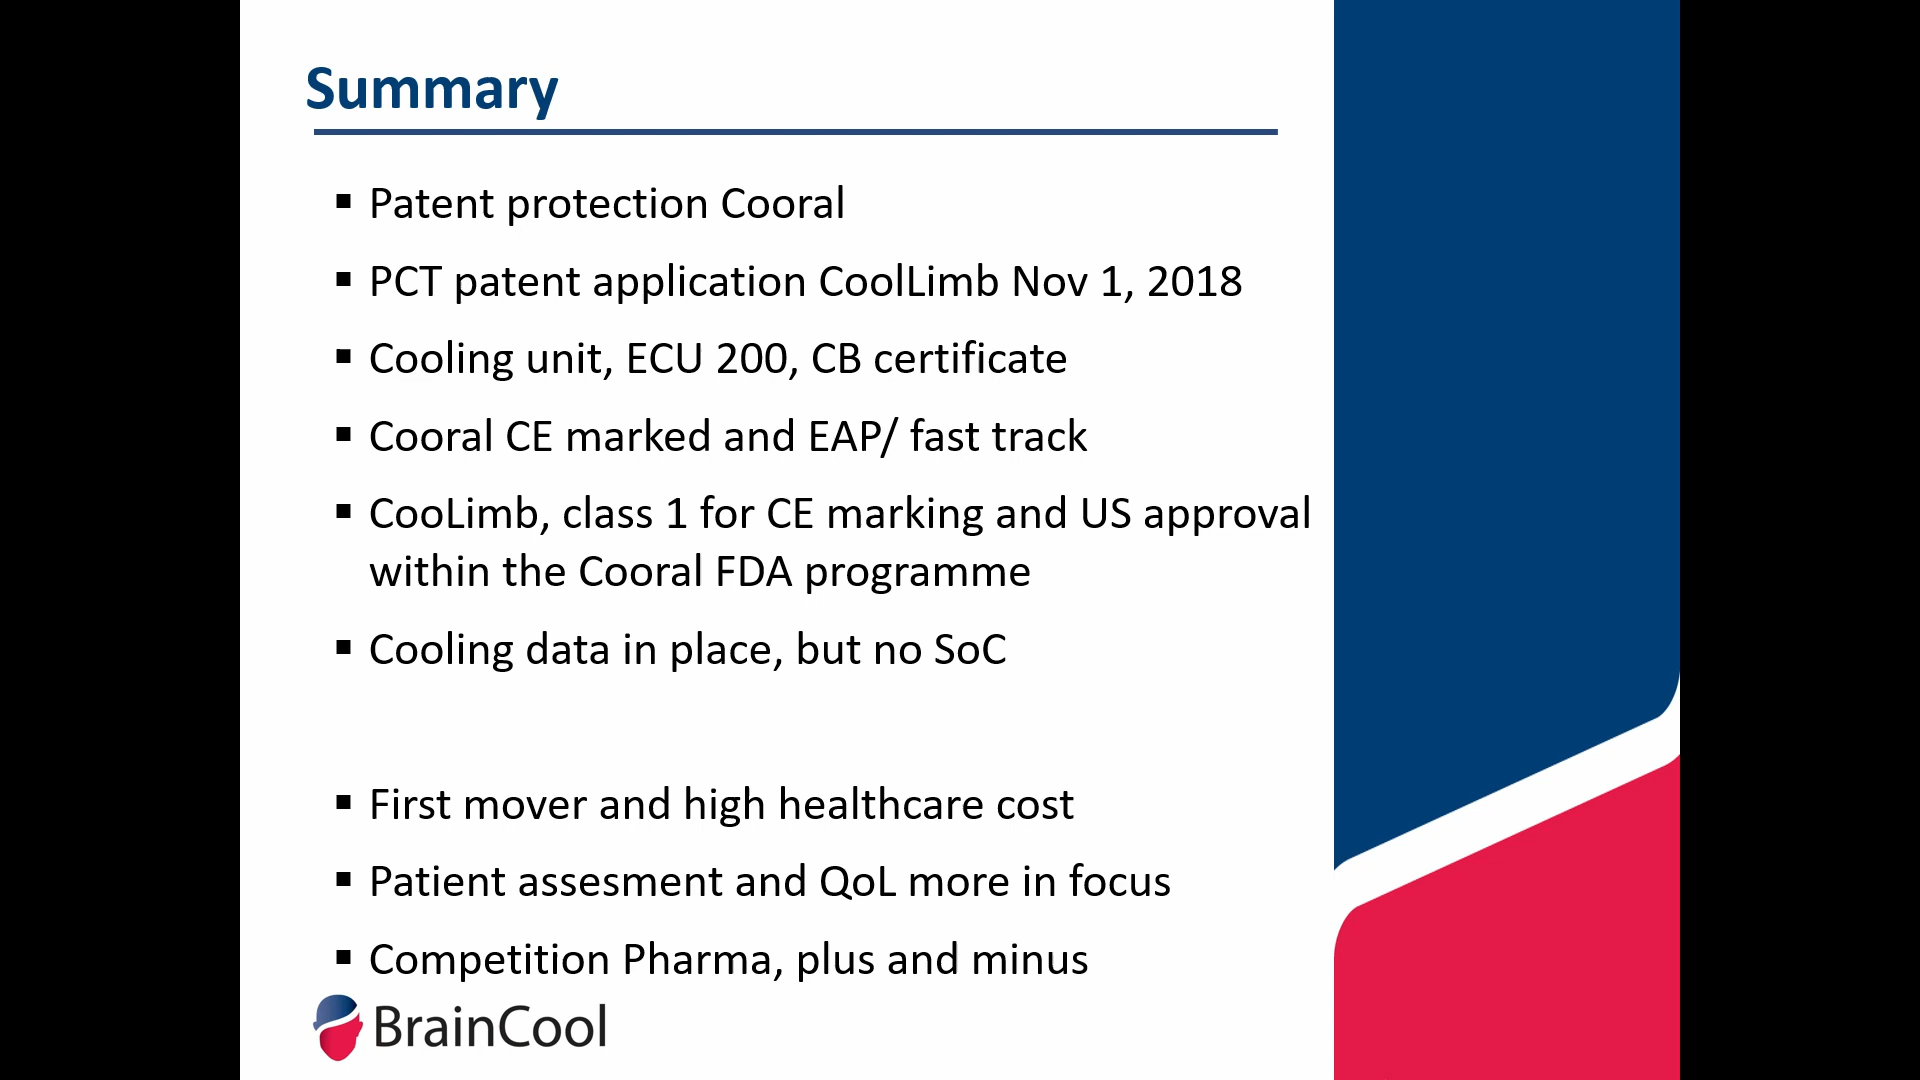 Summary
▪ Patent protection Cooral
▪ PCT patent application CoolLimb Nov 1, 2018
▪ Cooling unit, ECU 200, CB certificate
▪ Cooral CE marked and EAP/ fast track
▪ CooLimb, class 1 for CE marking and US approval
within the Cooral FDA programme
▪ Cooling data in place, but no SoC
▪ First mover and high healthcare cost
▪ Patient assesment and QoL more in focus
▪ Competition Pharma, plus and minus
BrainCool